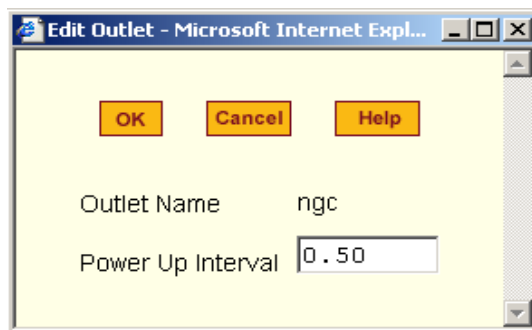 Edit Outlet - Microsoft Internet Expl...
OK Cancel Help
Outlet Name ngc
Power Up Interval 0.50